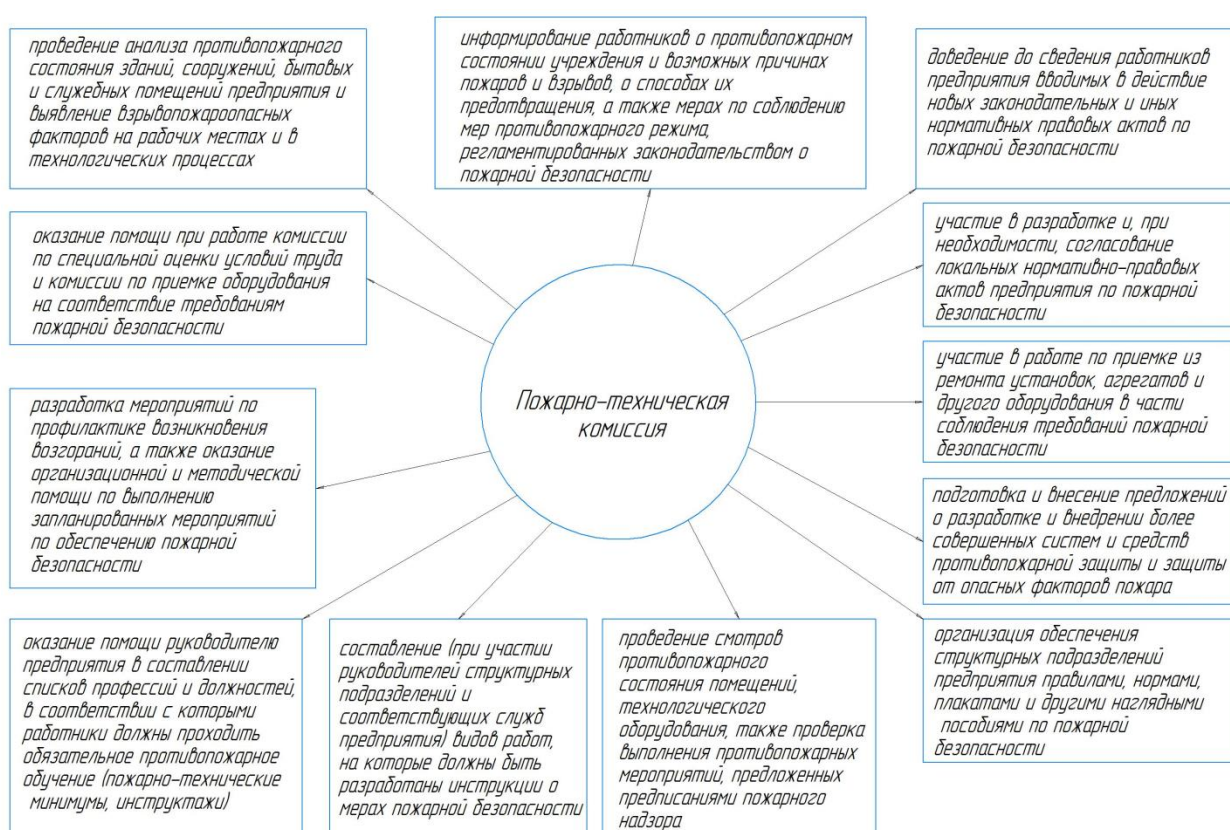 проведение анализа противопожарного
состояния зданий, сооружений, бытовых
и служебных помещений предприятия и
выявление взрывопожароопасных
факторов на рабочих местах и в
технологических процессах
информирование работников о противопожарном
состоянии учреждения и возможных причинах
пожаров и взрывов, о способах их
предотвращения, а также мерах по соблюдению
мер противопожарного режима,
регламентированных законодательством о
пожарной безопасности
доведение до сведения работников
предприятия вводимых в действие
новых законодательных и иных
нормативных правовых актов по
пожарной безопасности
оказание помощи при работе комиссии
по специальной оценки условий труда
и комиссии по приемке оборудования
на соответствие требованиям
пожарной безопасности
участие в разработке и, при
необходимости, согласование
локальных нормативно-правовых
актов предприятия по пожарной
безопасности
Пожарно-техническая
комиссия
участие в работе по приемке из
ремонта установок, агрегатов и
другого оборудования в части
соблюдения требований пожарной
безопасности
разработка мероприятий по
профилактике возникновения
возгораний, а также оказание
организационной и методической
помощи по выполнению
запланированных мероприятий
по обеспечению пожарной
безопасности
подготовка и внесение предложений
о разработке и внедрении более
совершенных систем и средств
противопожарной защиты и защиты
от опасных факторов пожара
оказание помощи руководителю
предприятия в составлении
списков профессий и должностей,
в соответствии с которыми
работники должны проходить
обязательное противопожарное
обучение (пожарно-технические
минимумы, инструктажи)
составление (при участии
руководителей структурных
подразделений и
соответствующих служб
предприятия) видов работ,
на которые должны быть
разработаны инструкции о
мерах пожарной безопасности
проведение смотров
противопожарного
состояния помещений,
технологического
оборудования, также проверка
выполнения противопожарных
мероприятий, предложенных
предписаниями пожарного
надзора
организация обеспечения
структурных подразделений
предприятия правилами, нормами,
плакатами и другими наглядными
пособиями по пожарной
безопасности